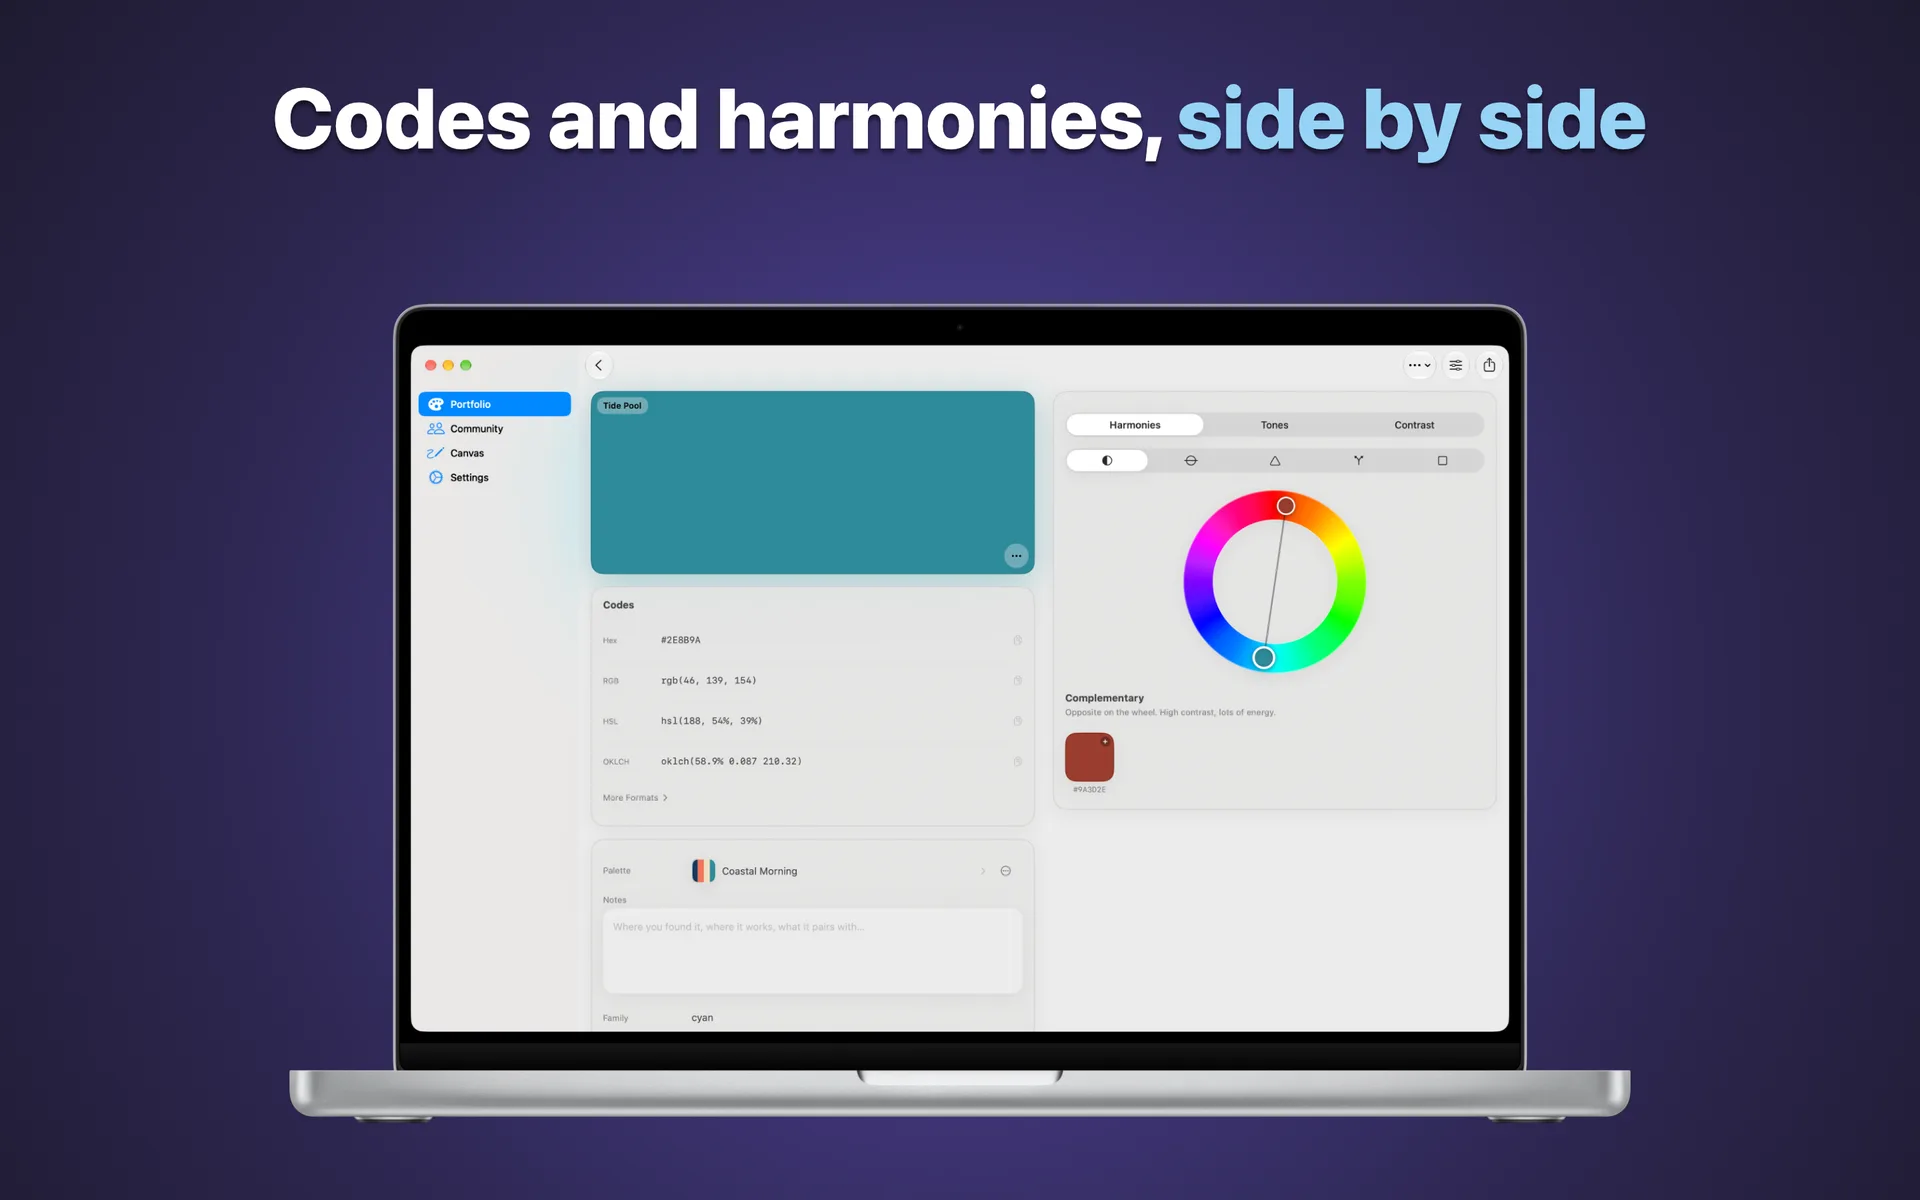 Codes and harmonies, side by side
Portfolio
Community
Canvas
Settings
Tide Pool
Codes
Hex #2E8B9A
RGB rgb(46, 139, 154)
HSL hsl(188, 54%, 39%)
OKLCH oklch(58.9% 0.087 210.32)
More Formats
Palette Coastal Morning
Notes
Where you found it, where it works, what it pairs with...
Family cyan
Harmonies Tones Contrast
Complementary
Opposite on the wheel. High contrast, lots of energy.
#9A3D2E